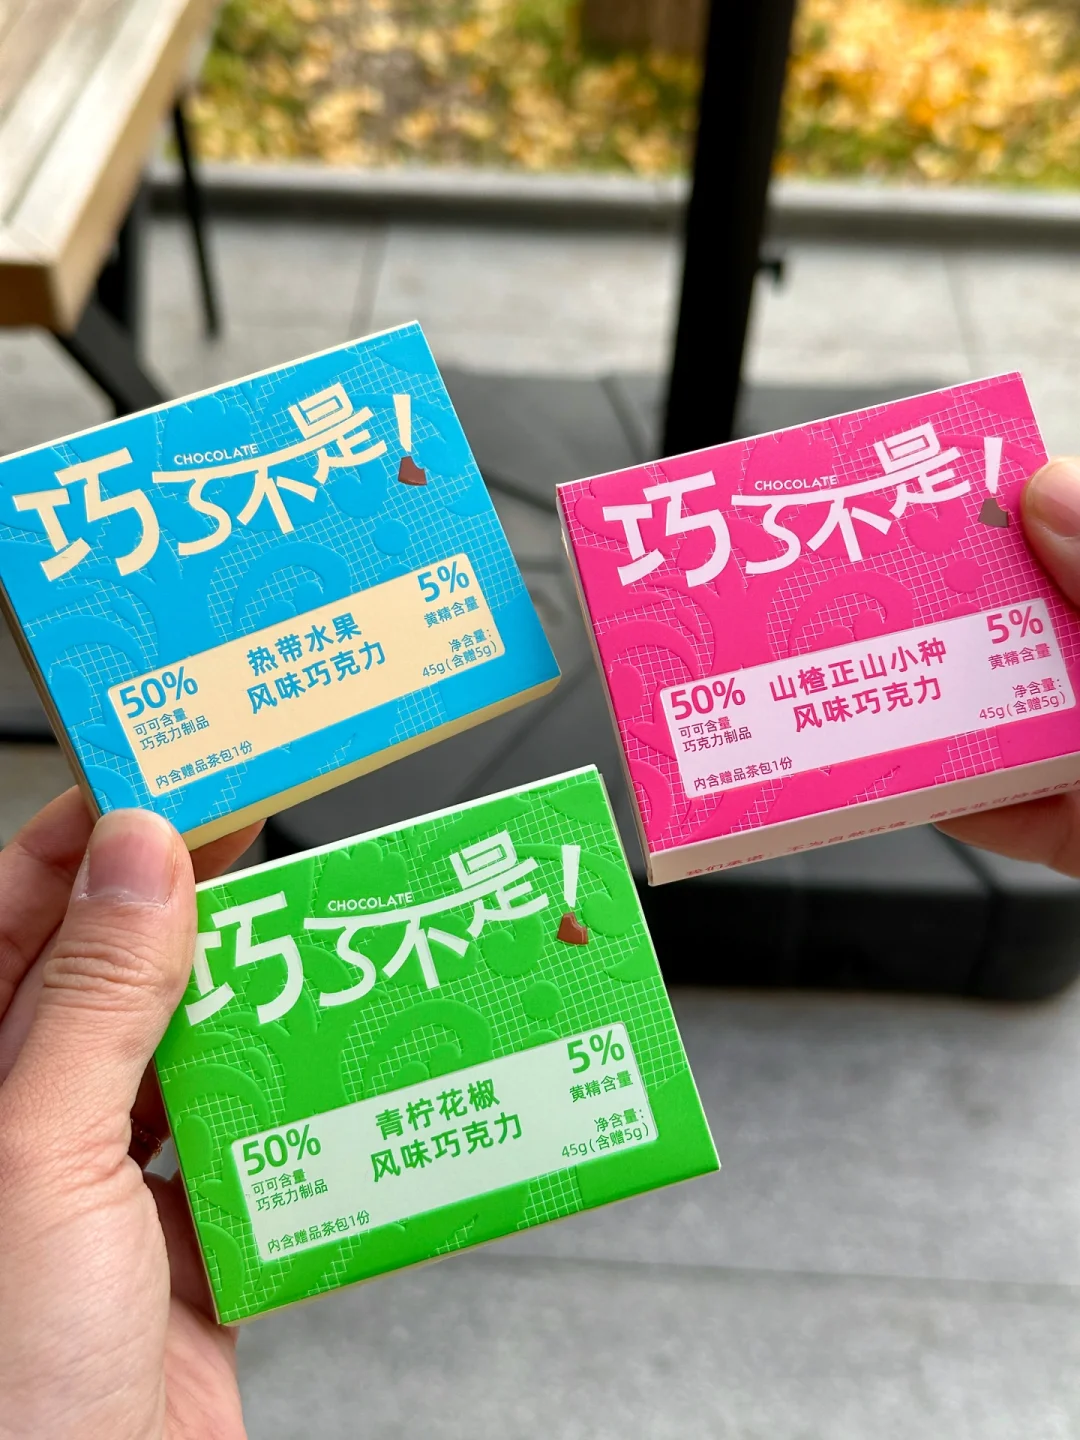 CHOCOLATE
巧了不是!
5%
黄精含量
50%
可可含量
巧克力制品
热带水果
风味巧克力
净含量:
45g(含赠5g)
内含赠品茶包1份
CHOCOLATE
巧了不是!
5%
黄精含量
50%
可可含量
巧克力制品
山楂正山小种
风味巧克力
净含量:
45g(含赠5g)
内含赠品茶包1份
CHOCOLATE
巧了不是!
5%
黄精含量
50%
可可含量
巧克力制品
青柠花椒
风味巧克力
净含量:
45g(含赠5g)
内含赠品茶包1份